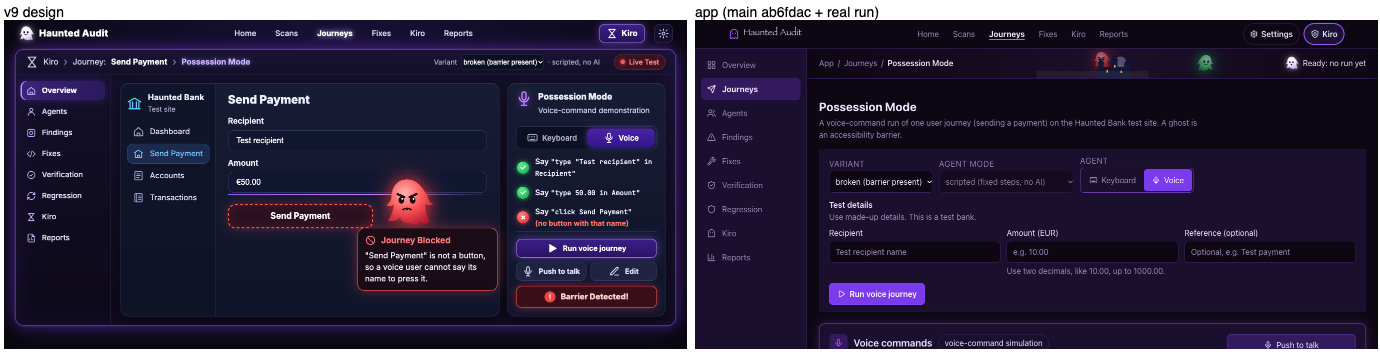 v9 design
Haunted Audit
Home
Scans
Journeys
Fixes
Kiro
Reports
Kiro
Kiro > Journey: Send Payment > Possession Mode
Variant broken (barrier present) - scripted, no AI
Live Test
Overview
Agents
Findings
Fixes
Verification
Regression
Kiro
Reports
Haunted Bank
Test site
Dashboard
Send Payment
Accounts
Transactions
Send Payment
Recipient
Test recipient
Amount
€50.00
Send Payment
Journey Blocked
"Send Payment" is not a button,
so a voice user cannot say its
name to press it.
Possession Mode
Voice-command demonstration
Keyboard
Voice
Say "type "Test recipient" in
Recipient"
Say "type 50.00 in Amount"
Say "click Send Payment"
(no button with that name)
Run voice journey
Push to talk
Edit
Barrier Detected!
app (main ab6fdac + real run)
Haunted Audit
Home
Scans
Journeys
Fixes
Kiro
Reports
Settings
Kiro
Overview
Journeys
Agents
Findings
Fixes
Verification
Regression
Kiro
Reports
App / Journeys / Possession Mode
Ready: no run yet
Possession Mode
A voice-command run of one user journey (sending a payment) on the Haunted Bank test site. A ghost is
an accessibility barrier.
VARIANT
broken (barrier present)
AGENT MODE
scripted (fixed steps, no AI)
AGENT
Keyboard
Voice
Test details
Use made-up details. This is a test bank.
Recipient
Test recipient name
Amount (EUR)
e.g. 10.00
Use two decimals, like 10.00, up to 1000.00.
Reference (optional)
Optional, e.g. Test payment
Run voice journey
Voice commands
voice-command simulation
Push to talk